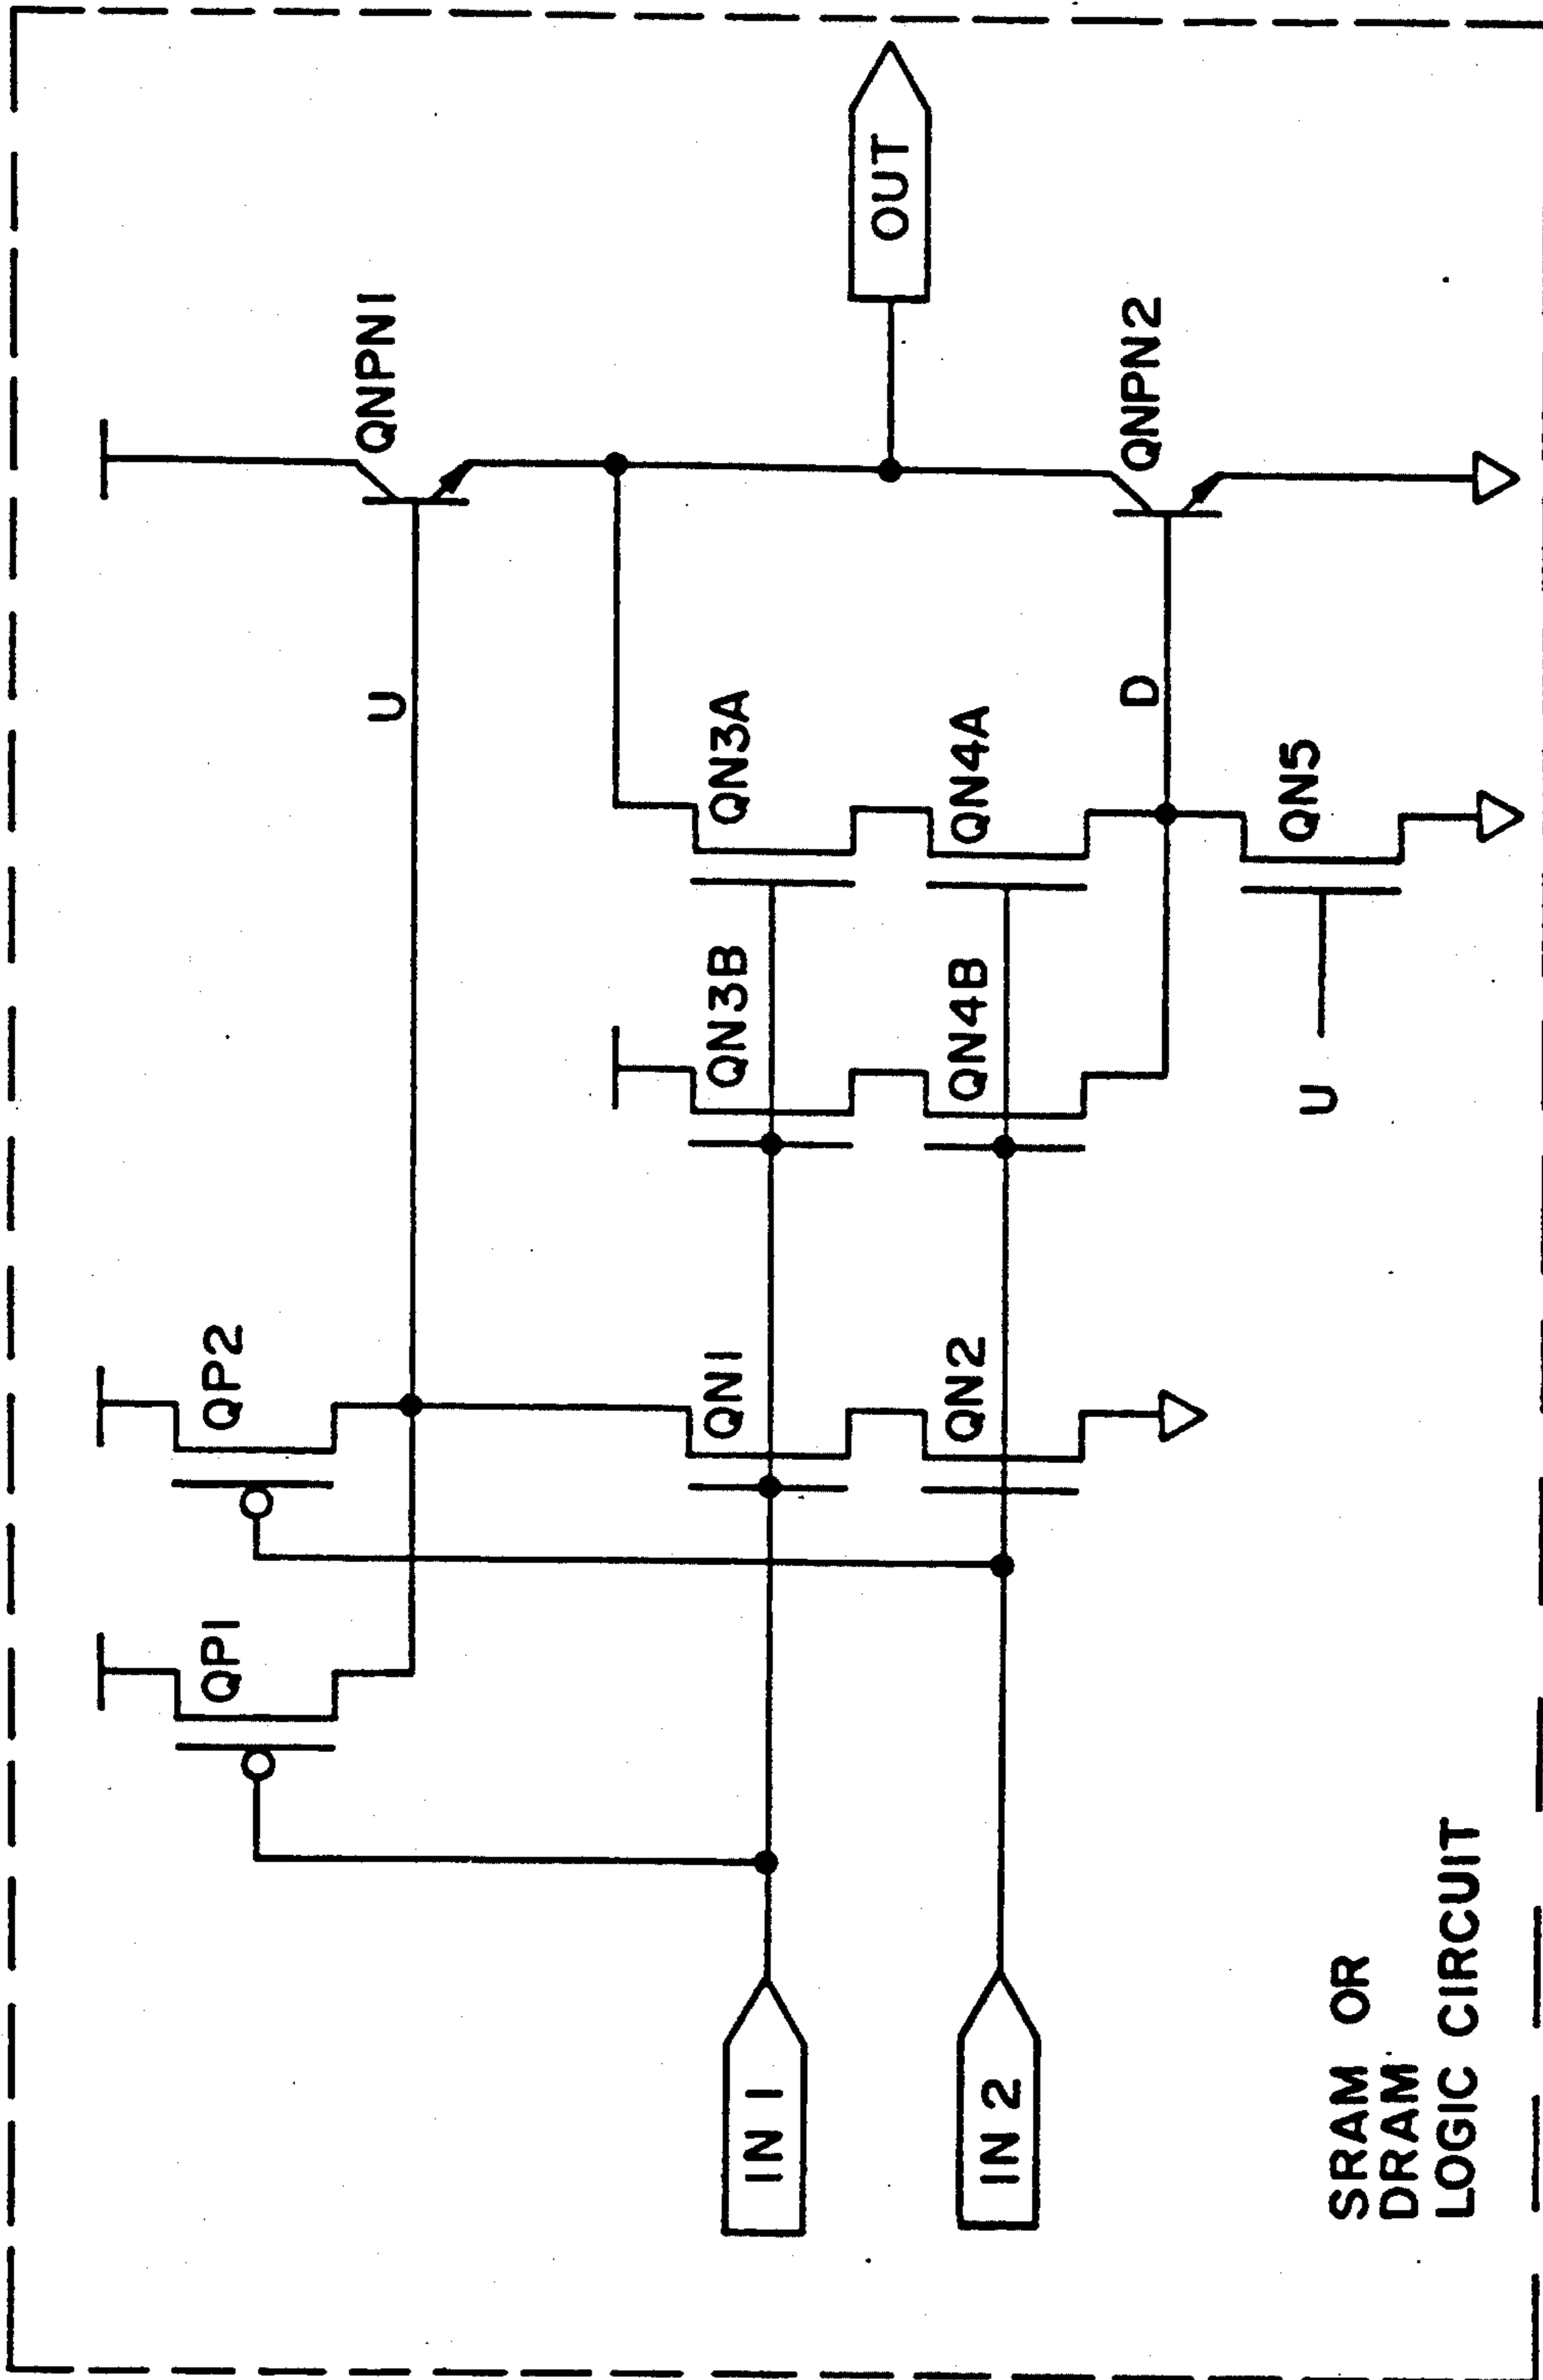 QP1
QP2
U
QNPN1
IN 1
QN1
QN3B
QN3A
OUT
IN 2
QN2
QN4B
QN4A
D
QNPN2
U
QN5
SRAM OR
DRAM
LOGIC CIRCUIT